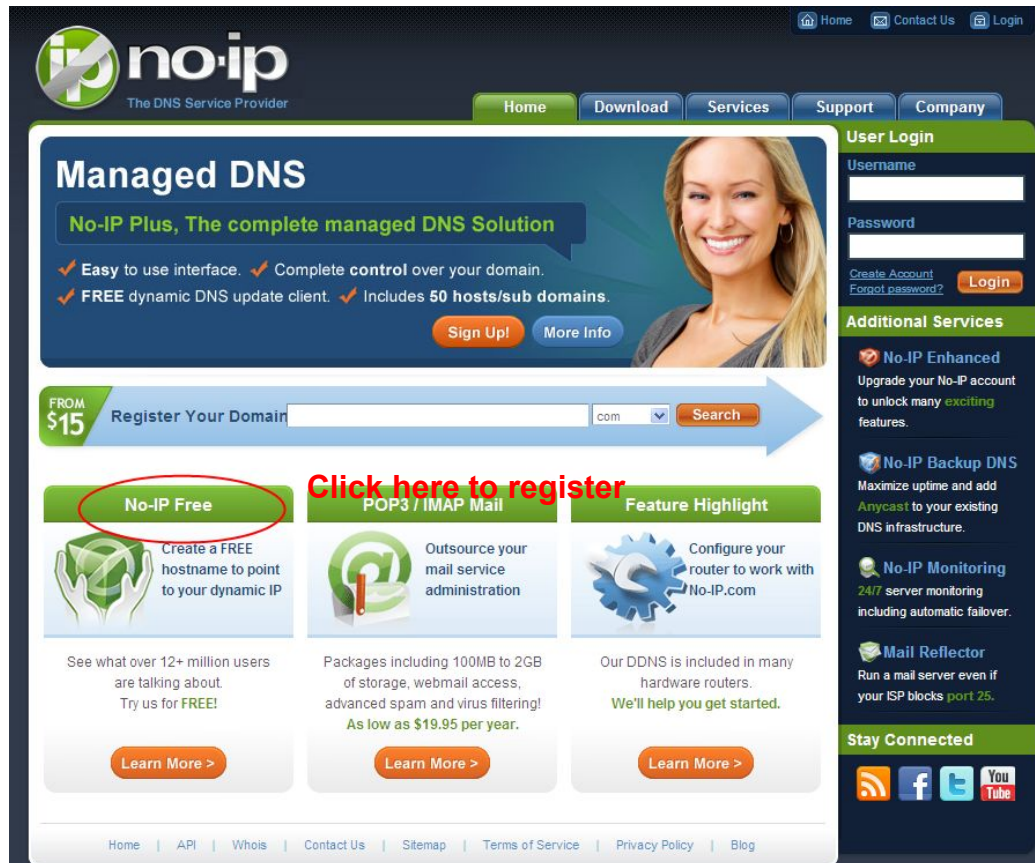 Home Contact Us Login
ip no·ip
The DNS Service Provider
Home Download Services Support Company
Managed DNS
No-IP Plus, The complete managed DNS Solution
Easy to use interface. Complete control over your domain.
FREE dynamic DNS update client. Includes 50 hosts/sub domains.
Sign Up! More Info
FROM
$15
Register Your Domain com Search
Click here to register
No-IP Free
Create a FREE
hostname to point
to your dynamic IP
See what over 12+ million users
are talking about.
Try us for FREE!
Learn More >
POP3 / IMAP Mail
Outsource your
mail service
administration
Packages including 100MB to 2GB
of storage, webmail access,
advanced spam and virus filtering!
As low as $19.95 per year.
Learn More >
Feature Highlight
Configure your
router to work with
No-IP.com
Our DDNS is included in many
hardware routers.
We'll help you get started.
Learn More >
User Login
Username
Password
Create Account
Forgot password?
Login
Additional Services
No-IP Enhanced
Upgrade your No-IP account
to unlock many exciting
features.
No-IP Backup DNS
Maximize uptime and add
Anycast to your existing
DNS infrastructure.
No-IP Monitoring
24/7 server monitoring
including automatic failover.
Mail Reflector
Run a mail server even if
your ISP blocks port 25.
Stay Connected
f t You
Tube
Home | API | Whois | Contact Us | Sitemap | Terms of Service | Privacy Policy | Blog